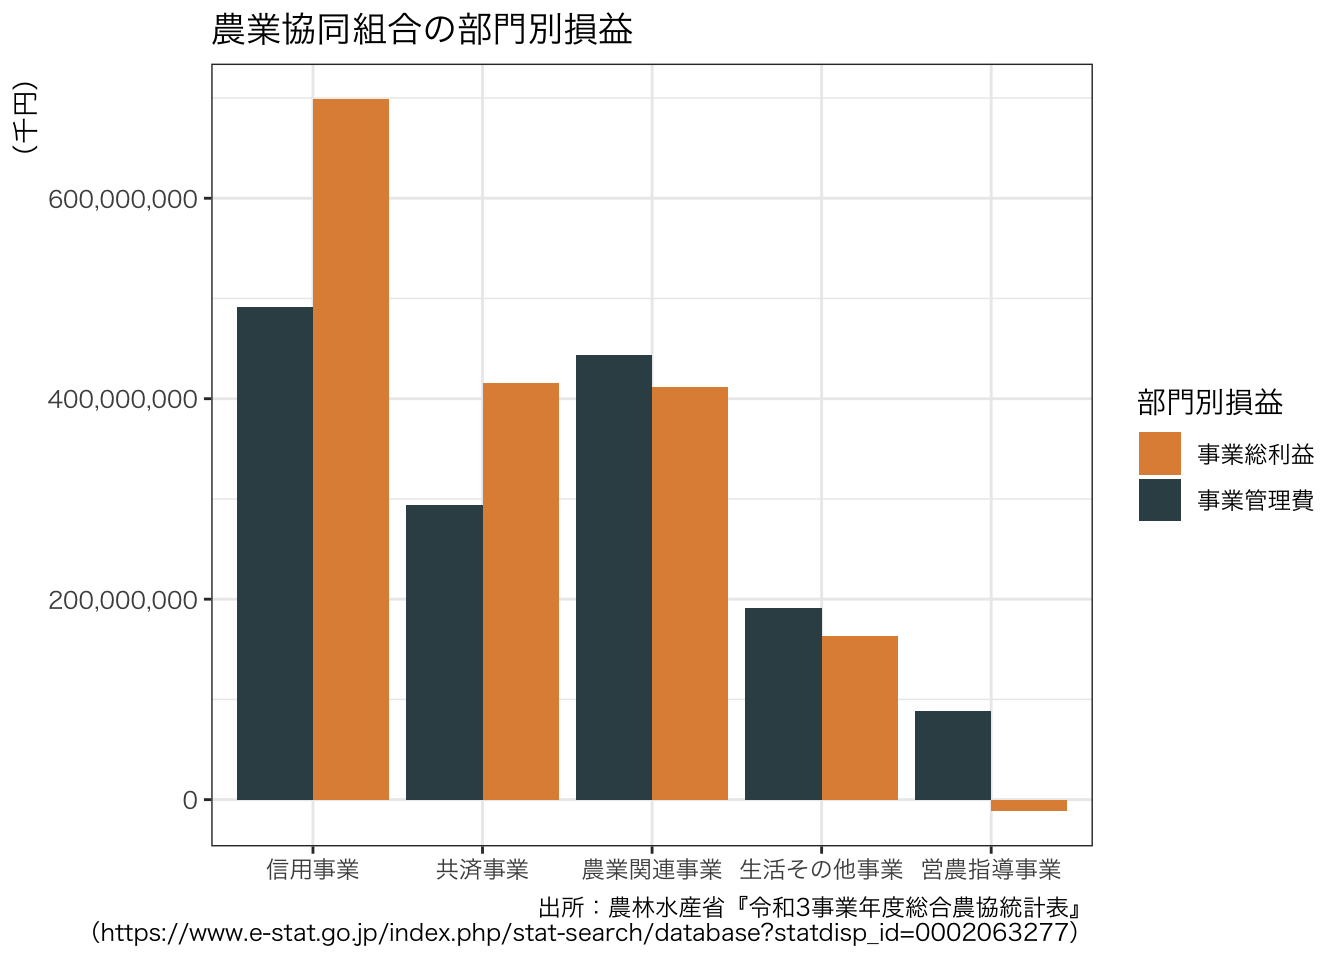 農業協同組合の部門別損益
（千円）
600,000,000
400,000,000
200,000,000
0
信用事業 共済事業 農業関連事業 生活その他事業 営農指導事業
部門別損益
事業総利益
事業管理費
出所：農林水産省『令和3事業年度総合農協統計表』
（https://www.e-stat.go.jp/index.php/stat-search/database?statdisp_id=0002063277）